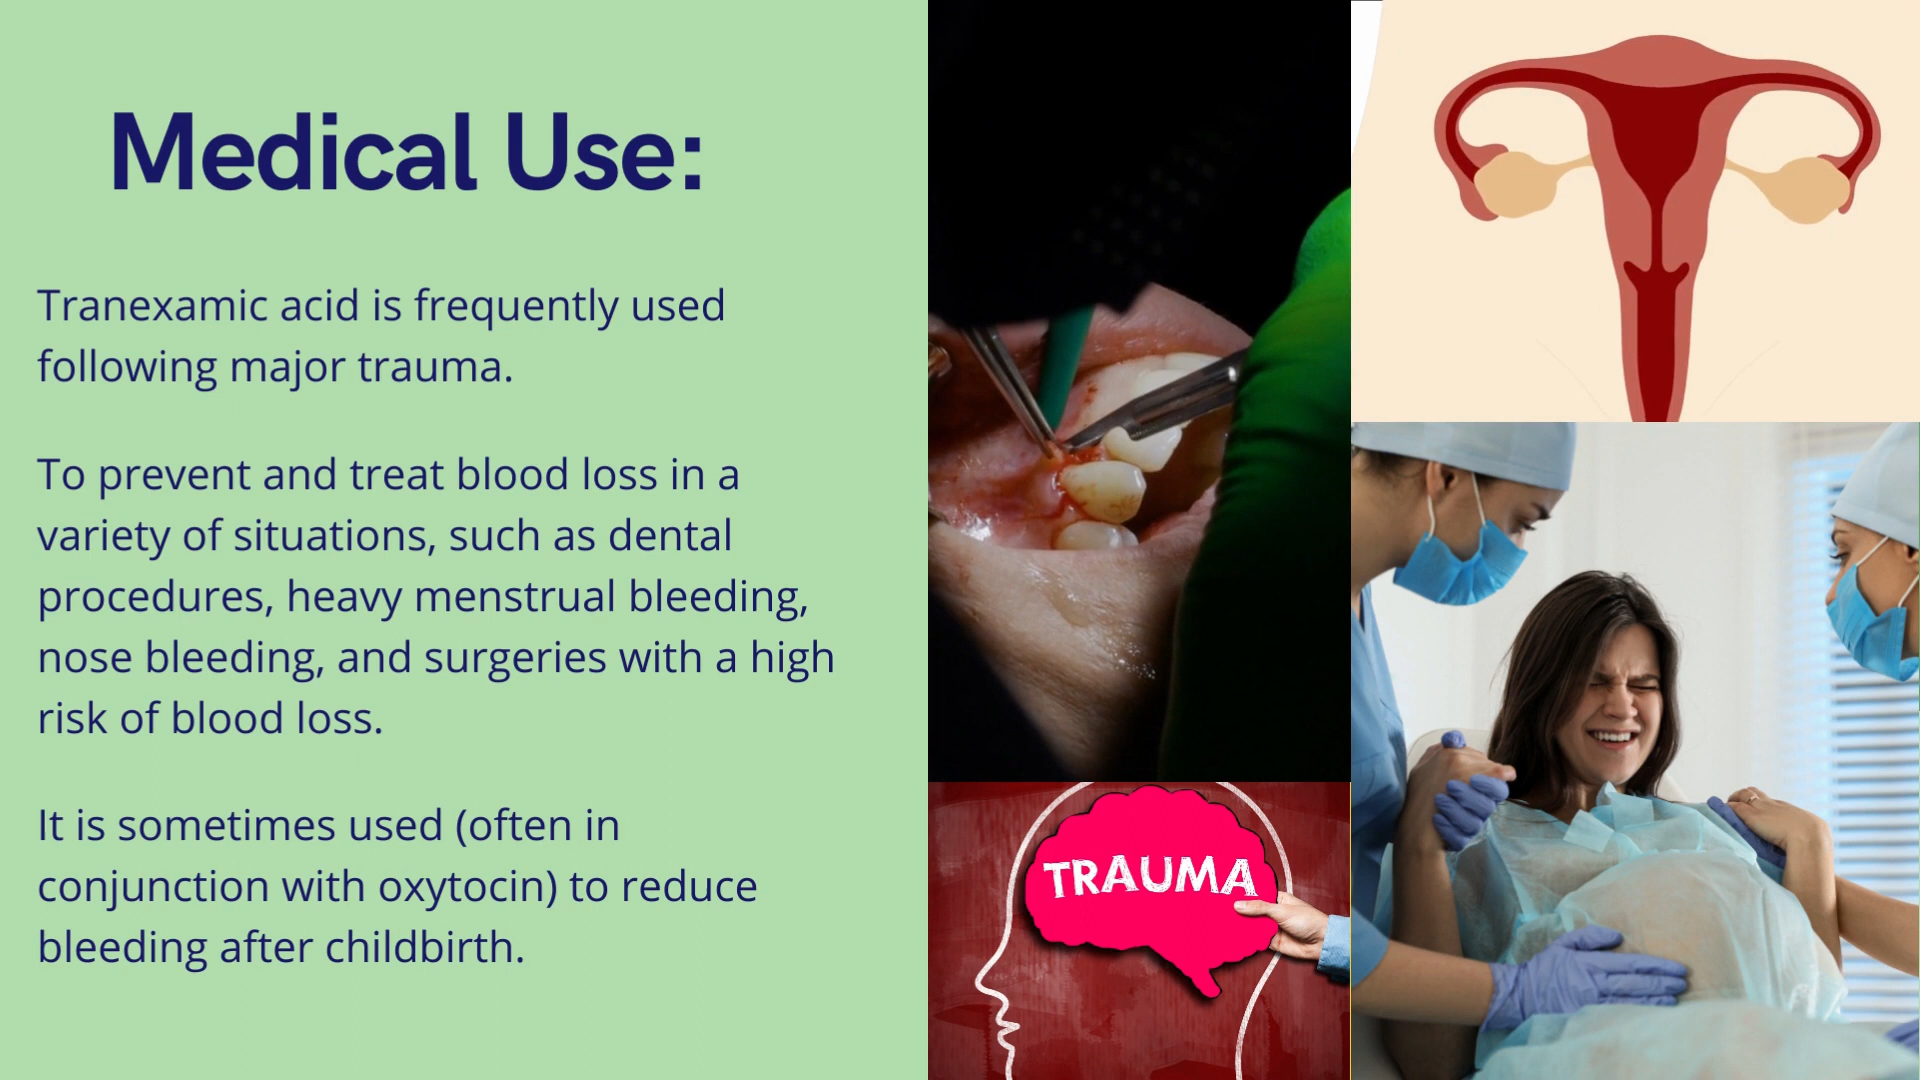 Medical Use:
Tranexamic acid is frequently used
following major trauma.
To prevent and treat blood loss in a
variety of situations, such as dental
procedures, heavy menstrual bleeding,
nose bleeding, and surgeries with a high
risk of blood loss.
It is sometimes used (often in
conjunction with oxytocin) to reduce
bleeding after childbirth.
TRAUMA